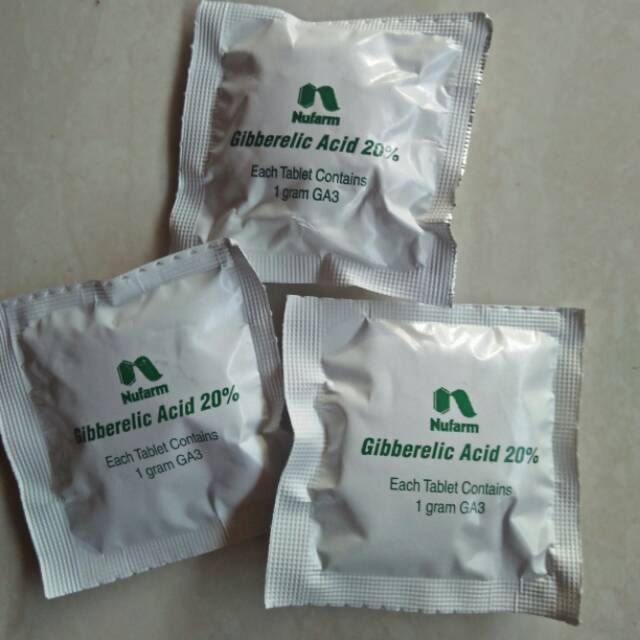 Nufarm
Gibberelic Acid 20%
Each Tablet Contains
1 gram GA3
Nufarm
Gibberelic Acid 20%
Each Tablet Contains
1 gram GA3
Nufarm
Gibberelic Acid 20%
Each Tablet Contains
1 gram GA3